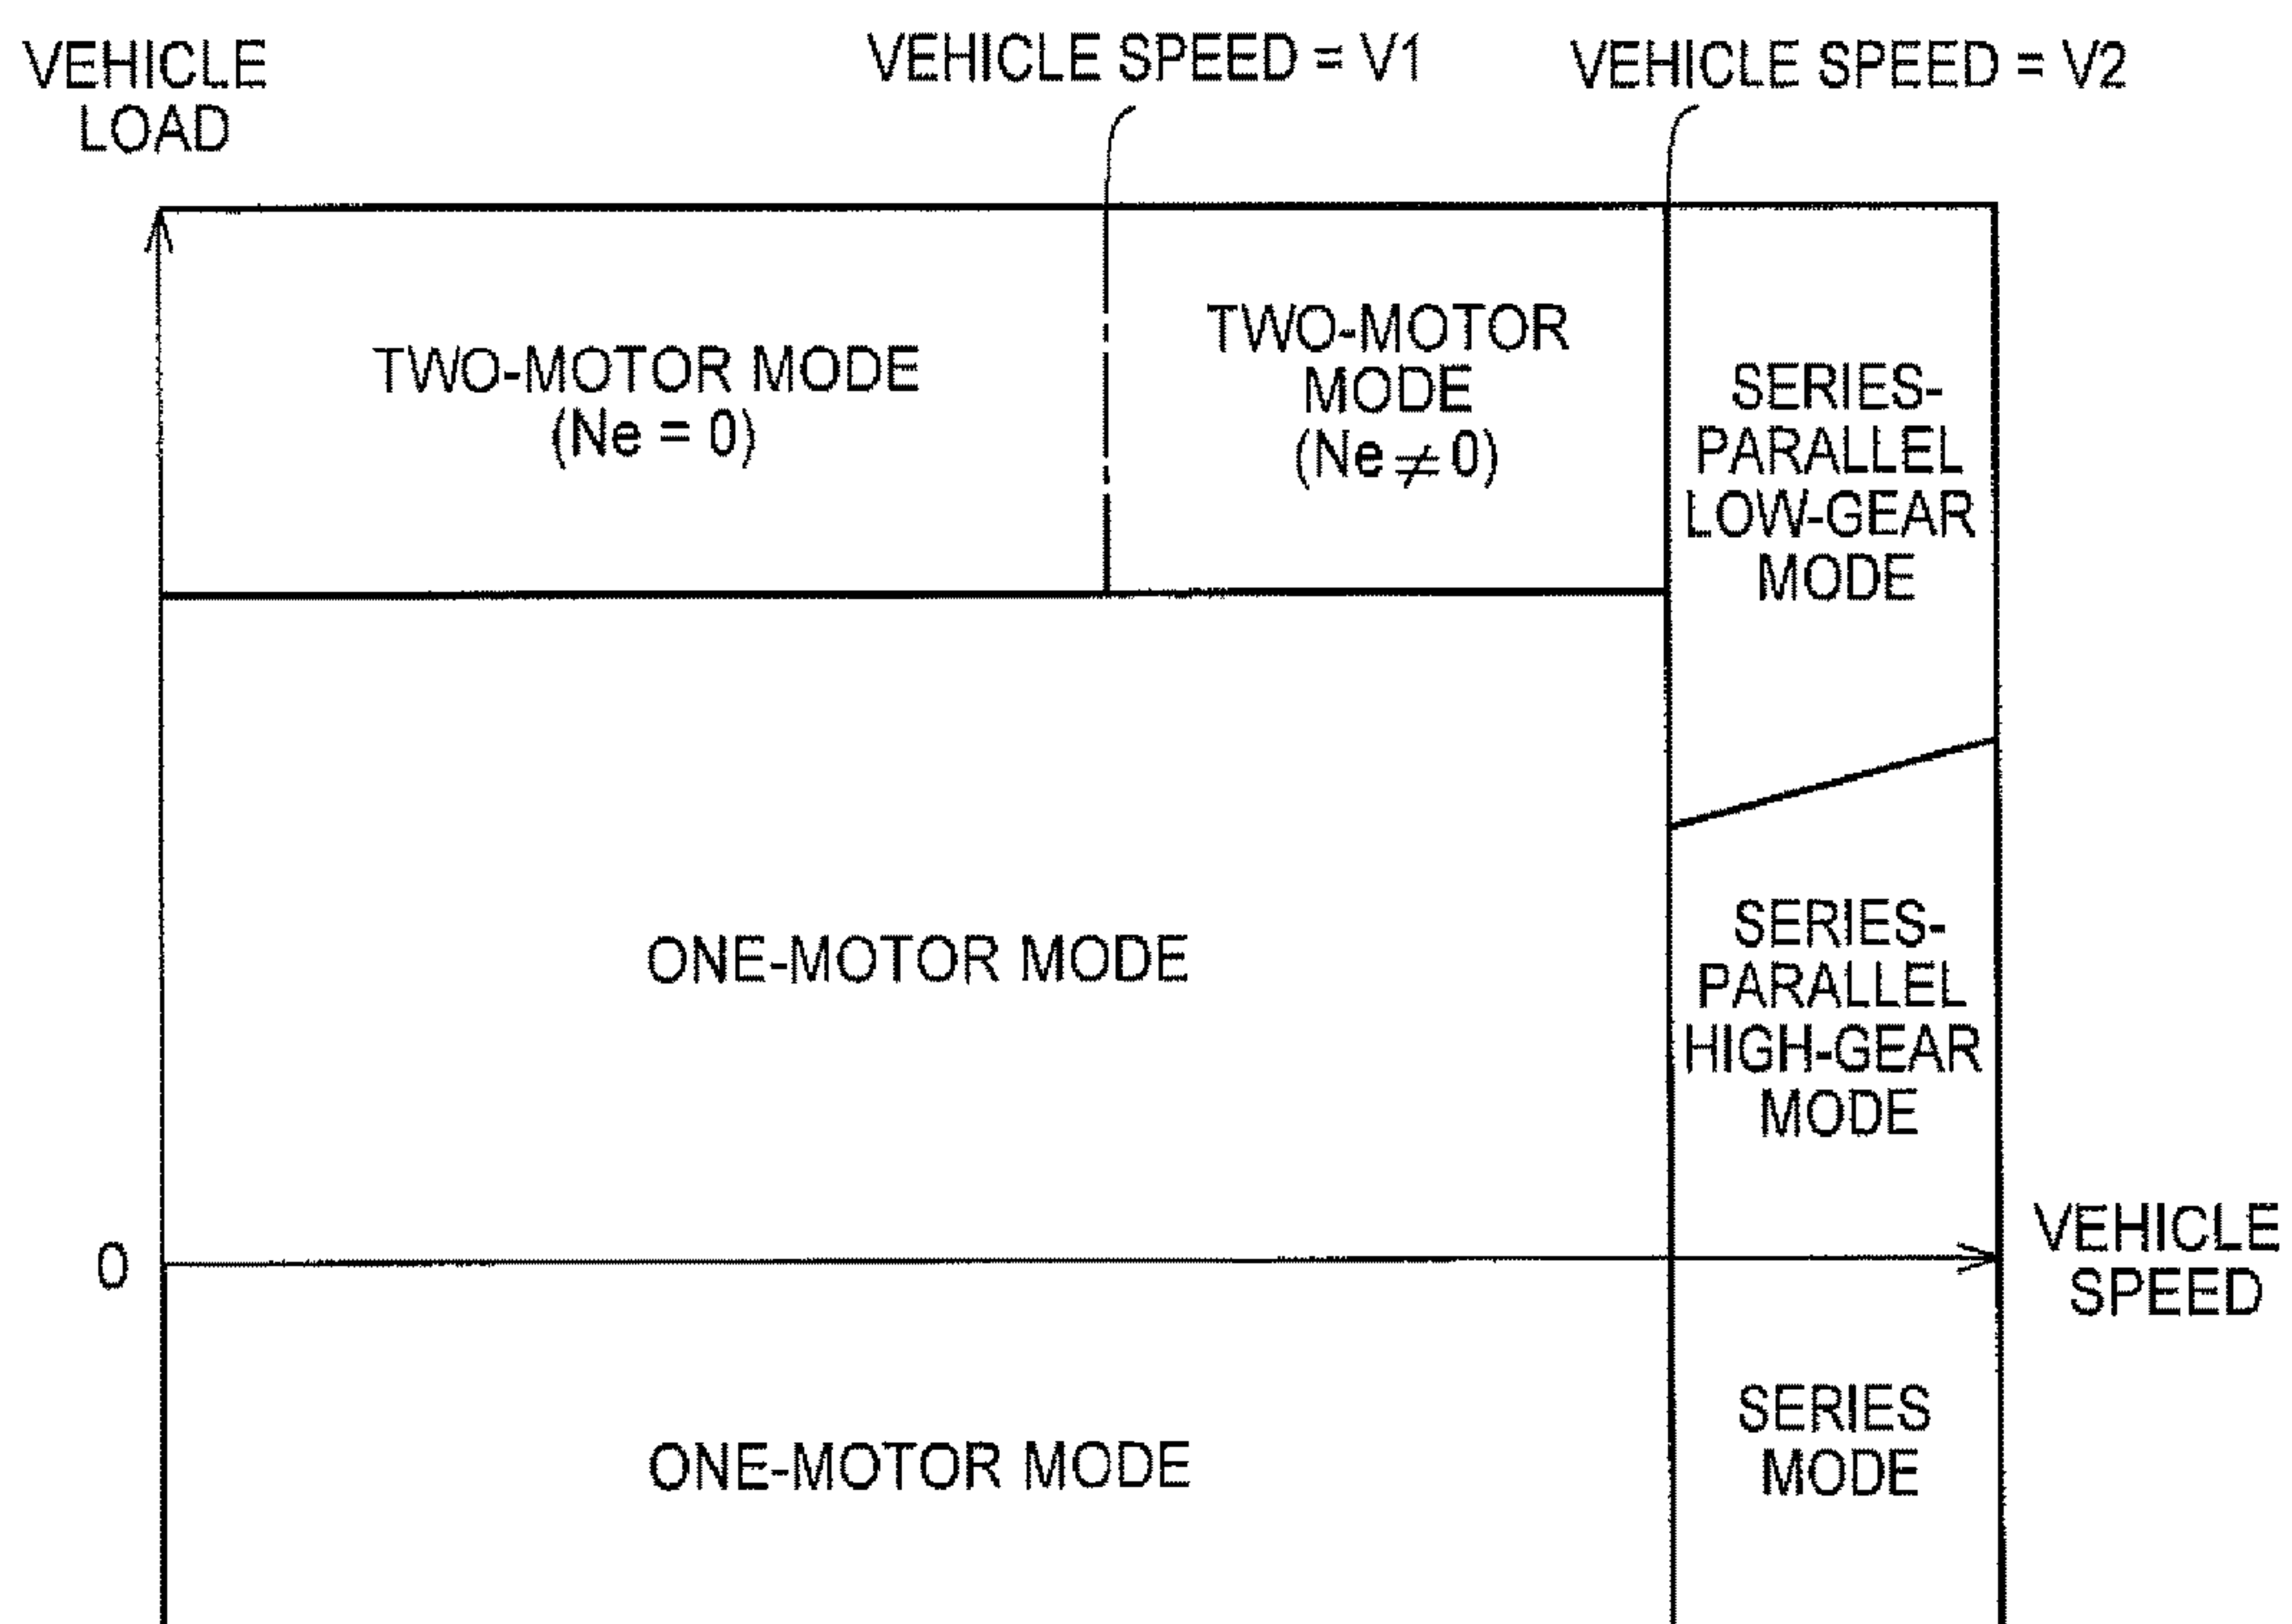 VEHICLE
LOAD
VEHICLE SPEED = V1
VEHICLE SPEED = V2
TWO-MOTOR MODE
(Ne = 0)
TWO-MOTOR
MODE
(Ne ≠ 0)
SERIES-
PARALLEL
LOW-GEAR
MODE
ONE-MOTOR MODE
SERIES-
PARALLEL
HIGH-GEAR
MODE
0
VEHICLE
SPEED
ONE-MOTOR MODE
SERIES
MODE